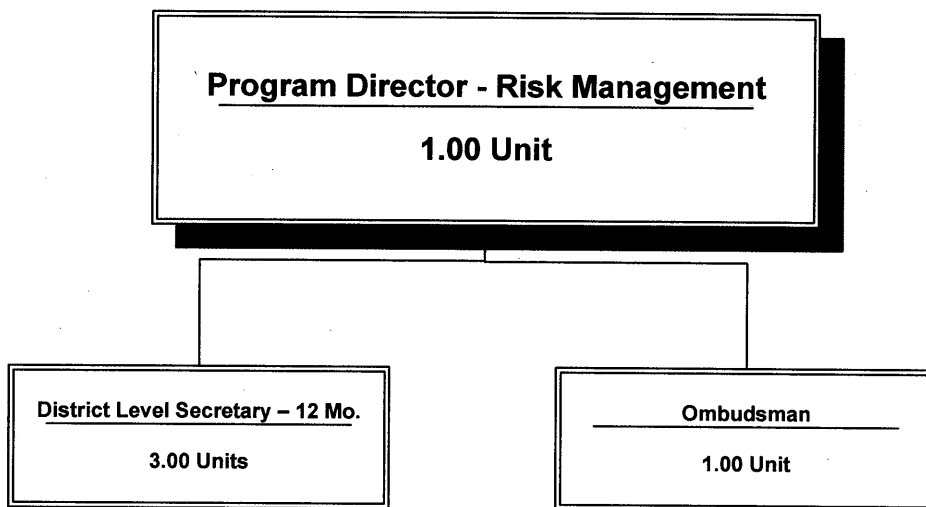 Program Director - Risk Management
1.00 Unit
District Level Secretary – 12 Mo.
3.00 Units
Ombudsman
1.00 Unit